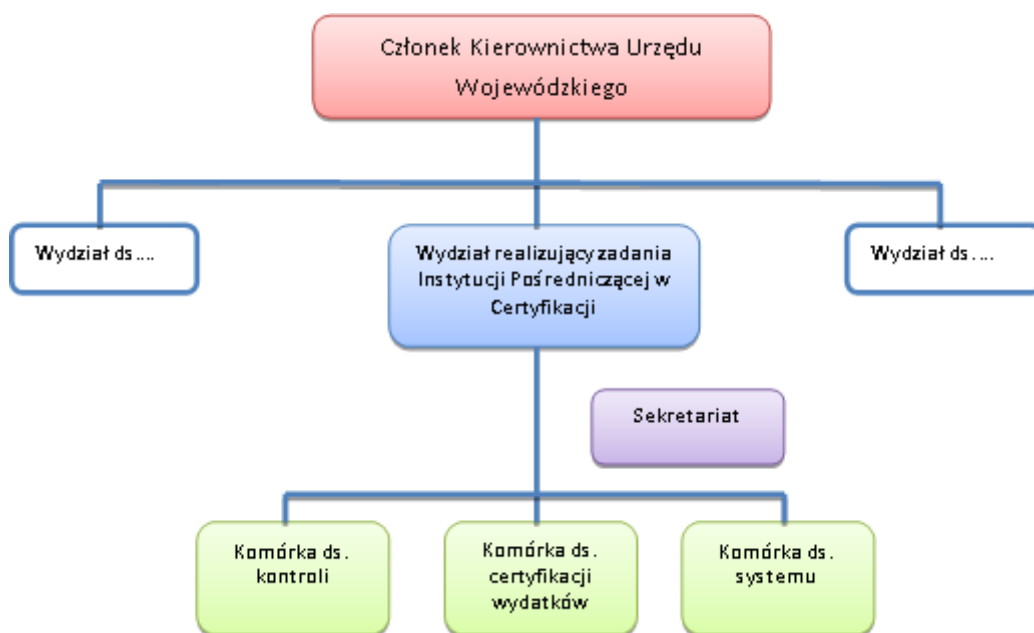 Członek Kierownictwa Urzędu
Wojewódzkiego
Wydział ds....
Wydział realizujący zadania
Instytucji Pośredniczącej w
Certyfikacji
Wydział ds. ...
Sekretariat
Komórka ds.
kontroli
Komórka ds.
certyfikacji
wydatków
Komórka ds.
systemu